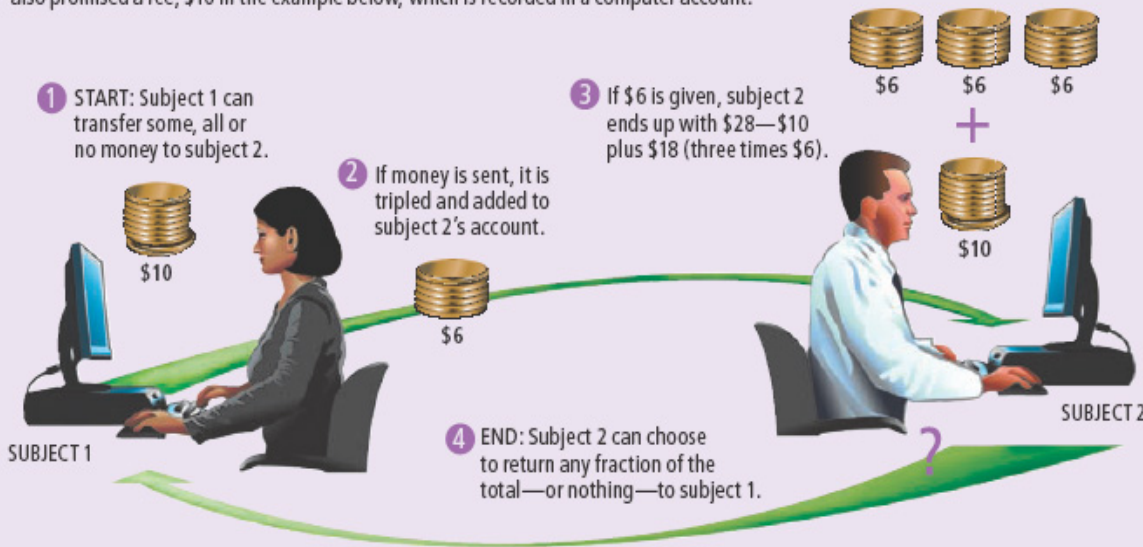 also promised a fee, $10 in the example below, which is recorded in a computer account.
1 START: Subject 1 can
transfer some, all or
no money to subject 2.
$10
2 If money is sent, it is
tripled and added to
subject 2's account.
$6
3 If $6 is given, subject 2
ends up with $28—$10
plus $18 (three times $6).
$6 $6 $6
+
$10
SUBJECT 1
SUBJECT 2
4 END: Subject 2 can choose
to return any fraction of the
total—or nothing—to subject 1.
?